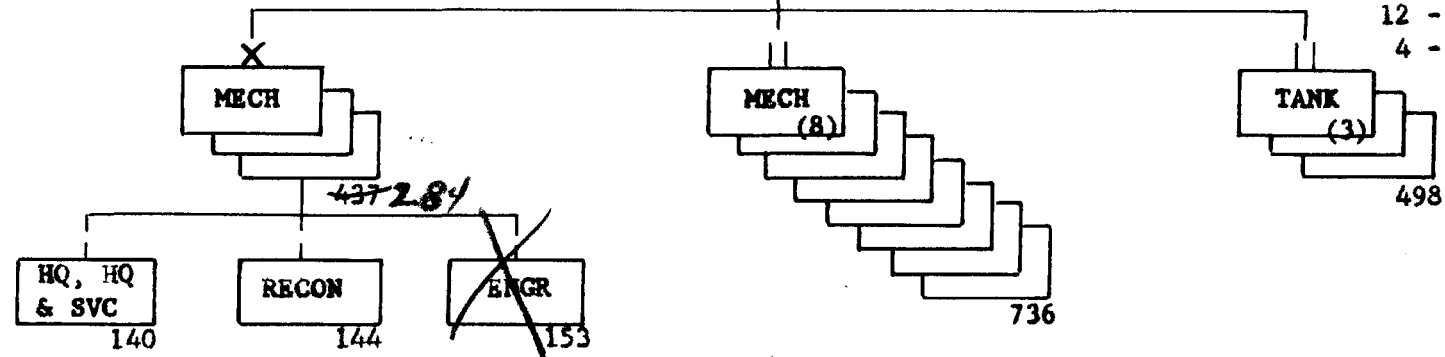 12 -
4 -
X
MECH
MECH
(8)
TANK
(3)
437 284
498
HQ, HQ
& SVC
RECON
ENGR
140
144
153
736